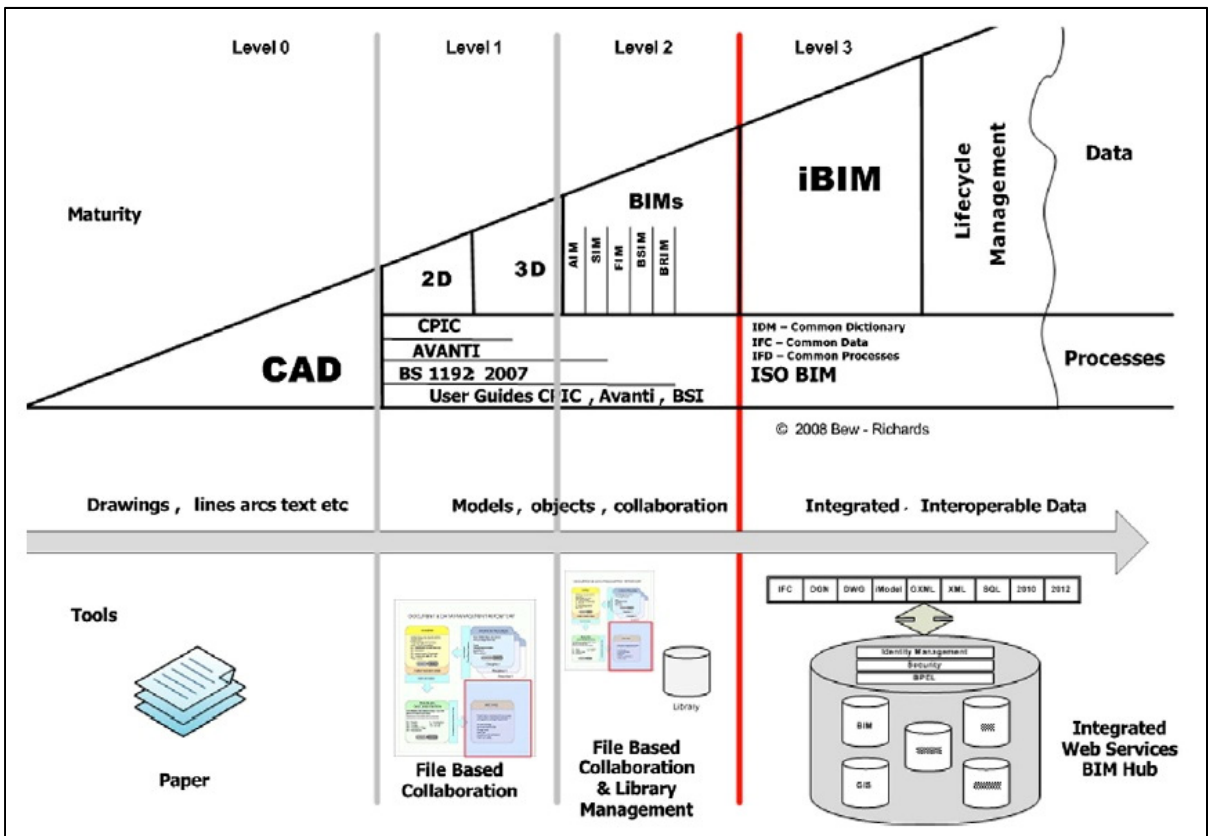 Level 0
Level 1
Level 2
Level 3
Maturity
CAD
2D
3D
BIMs
AIM
SIM
FIM
BSIM
BRIM
iBIM
Lifecycle
Management
Data
CPIC
AVANTI
BS 1192 2007
User Guides CPIC , Avanti , BSI
IDM – Common Dictionary
IFC – Common Data
IFD – Common Processes
ISO BIM
Processes
© 2008 Bew - Richards
Drawings , lines arcs text etc
Models , objects , collaboration
Integrated , Interoperable Data
Tools
Paper
DOCUMENT & DATA MANAGEMENT REPOSITORY
File Based
Collaboration
Library
File Based
Collaboration
& Library
Management
IFC
DGN
DWG
iModel
GXML
XML
SQL
2010
2012
Identity Management
Security
BPEL
BIM
GIS
Integrated
Web Services
BIM Hub